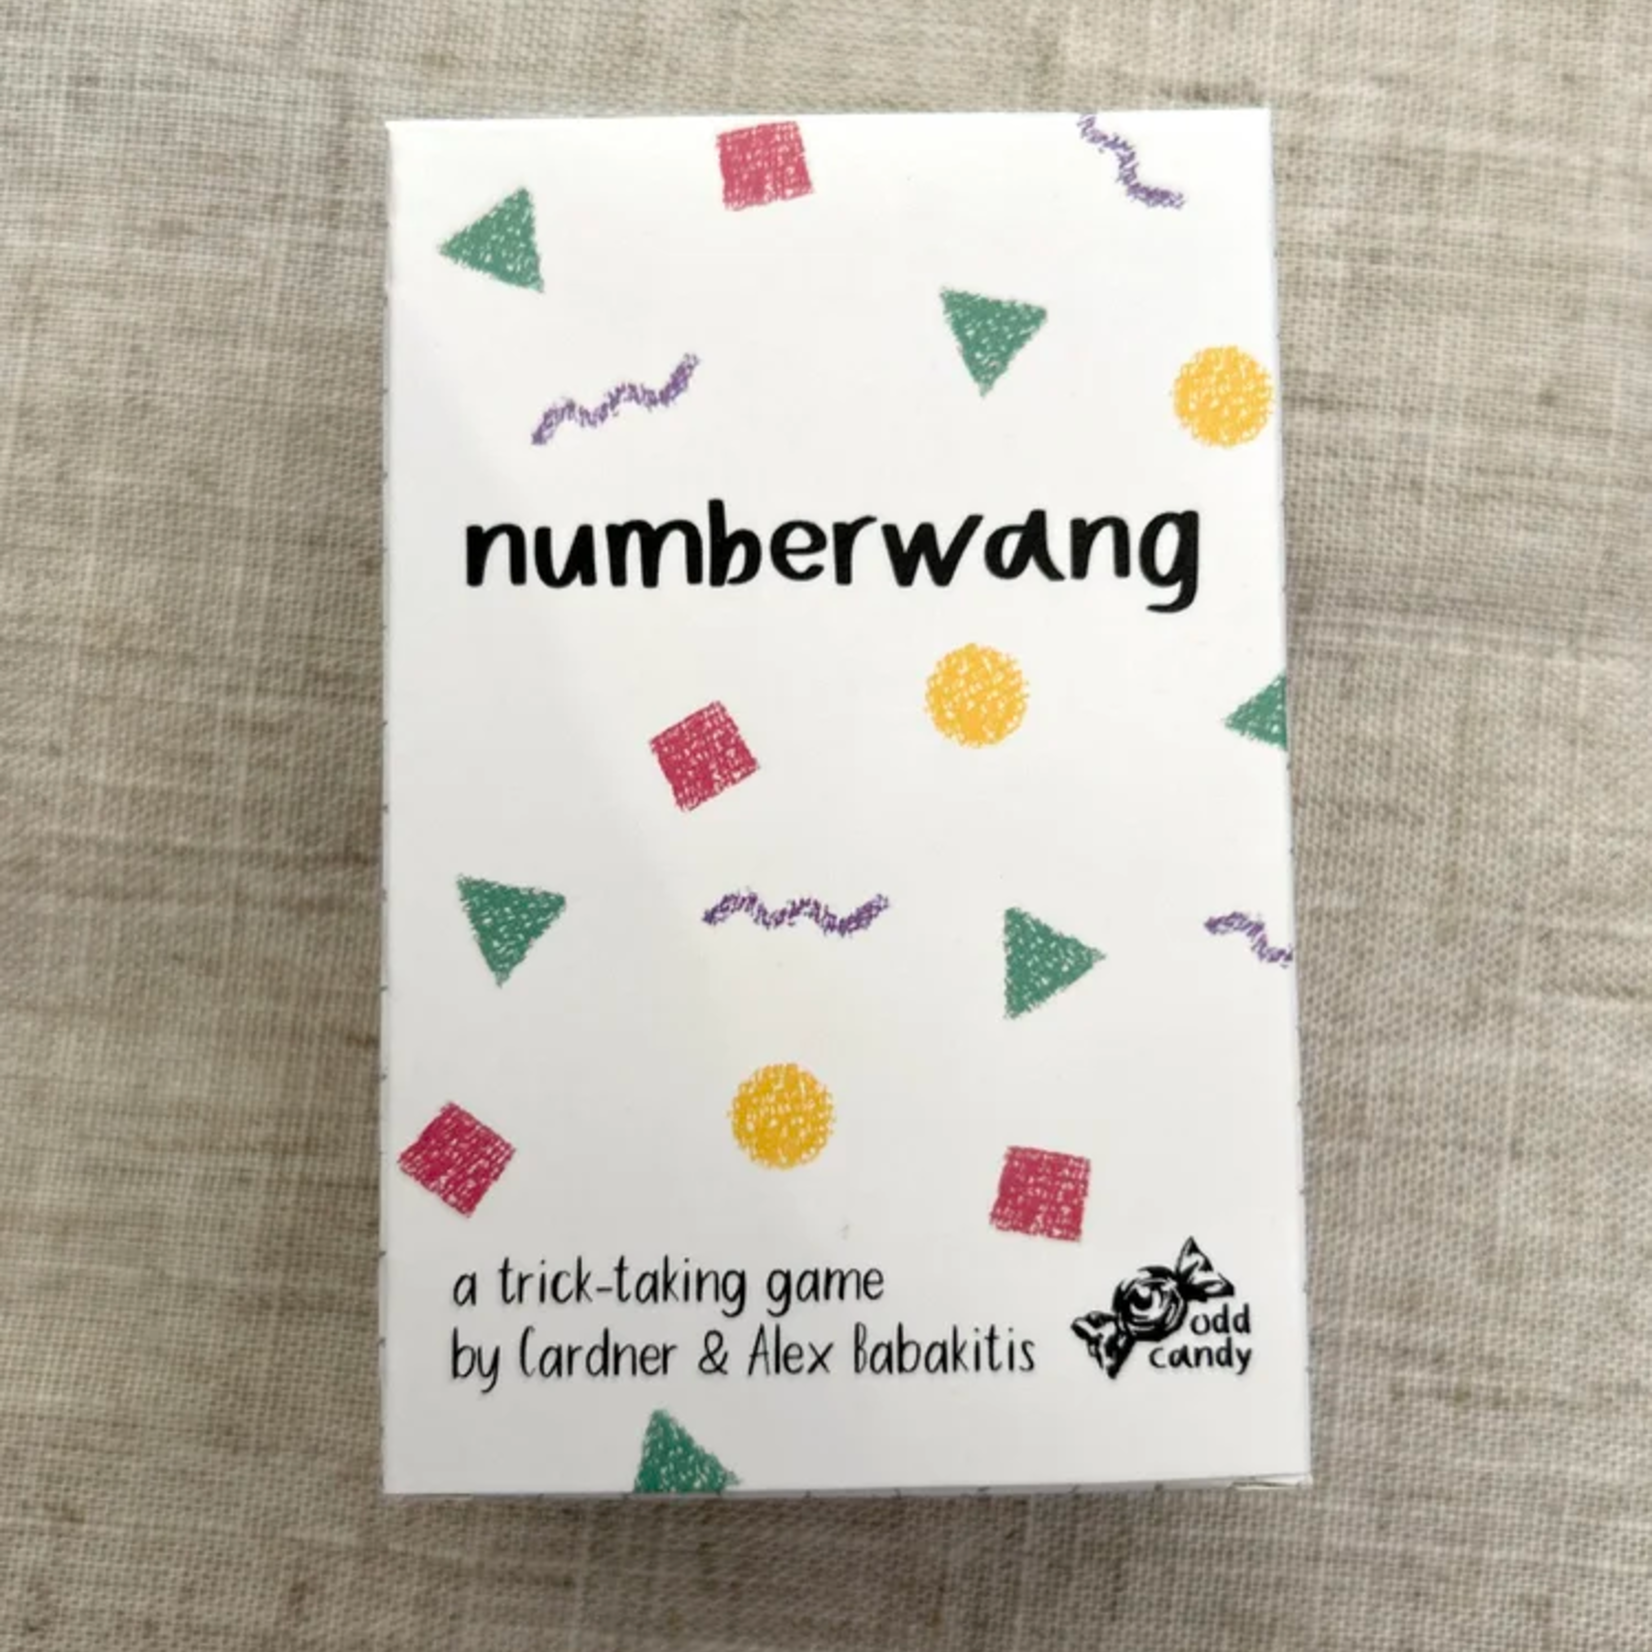 numberwang
a trick-taking game
by Cardner & Alex Babakitis
odd
candy